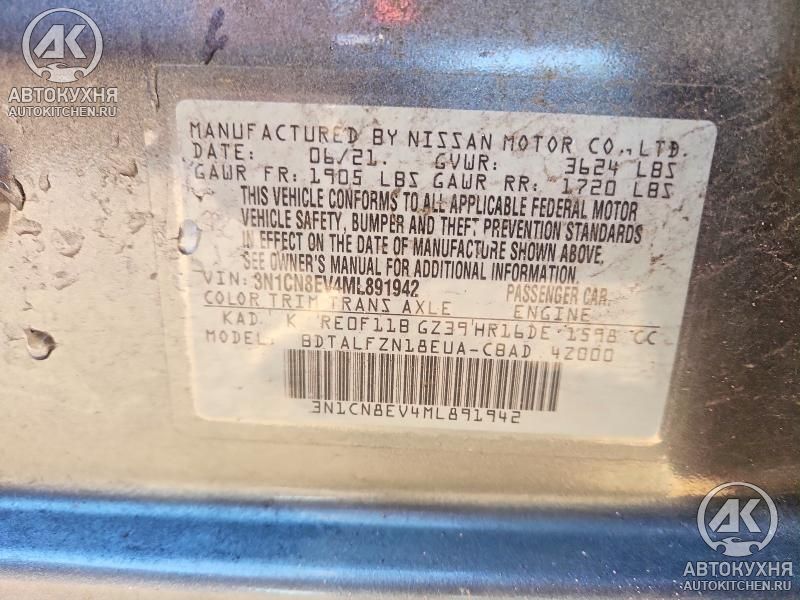 АК
АВТОКУХНЯ
AUTOKITCHEN.RU
MANUFACTURED BY NISSAN MOTOR CO., LTD.
DATE: 06/21. GVWR: 3624 LBS
GAWR FR: 1905 LBS GAWR RR: 1720 LBS
THIS VEHICLE CONFORMS TO ALL APPLICABLE FEDERAL MOTOR
VEHICLE SAFETY, BUMPER AND THEFT PREVENTION STANDARDS
IN EFFECT ON THE DATE OF MANUFACTURE SHOWN ABOVE.
SEE OWNER'S MANUAL FOR ADDITIONAL INFORMATION.
VIN: 3N1CN8EV4ML891942 PASSENGER CAR
COLOR TRIM TRANS AXLE ENGINE
KAD K RE0F11B GZ39 HR16DE 1598 CC
MODEL: BDTALFZN18EUA-CBAD 42000
3N1CN8EV4ML891942
АК
АВТОКУХНЯ
AUTOKITCHEN.RU